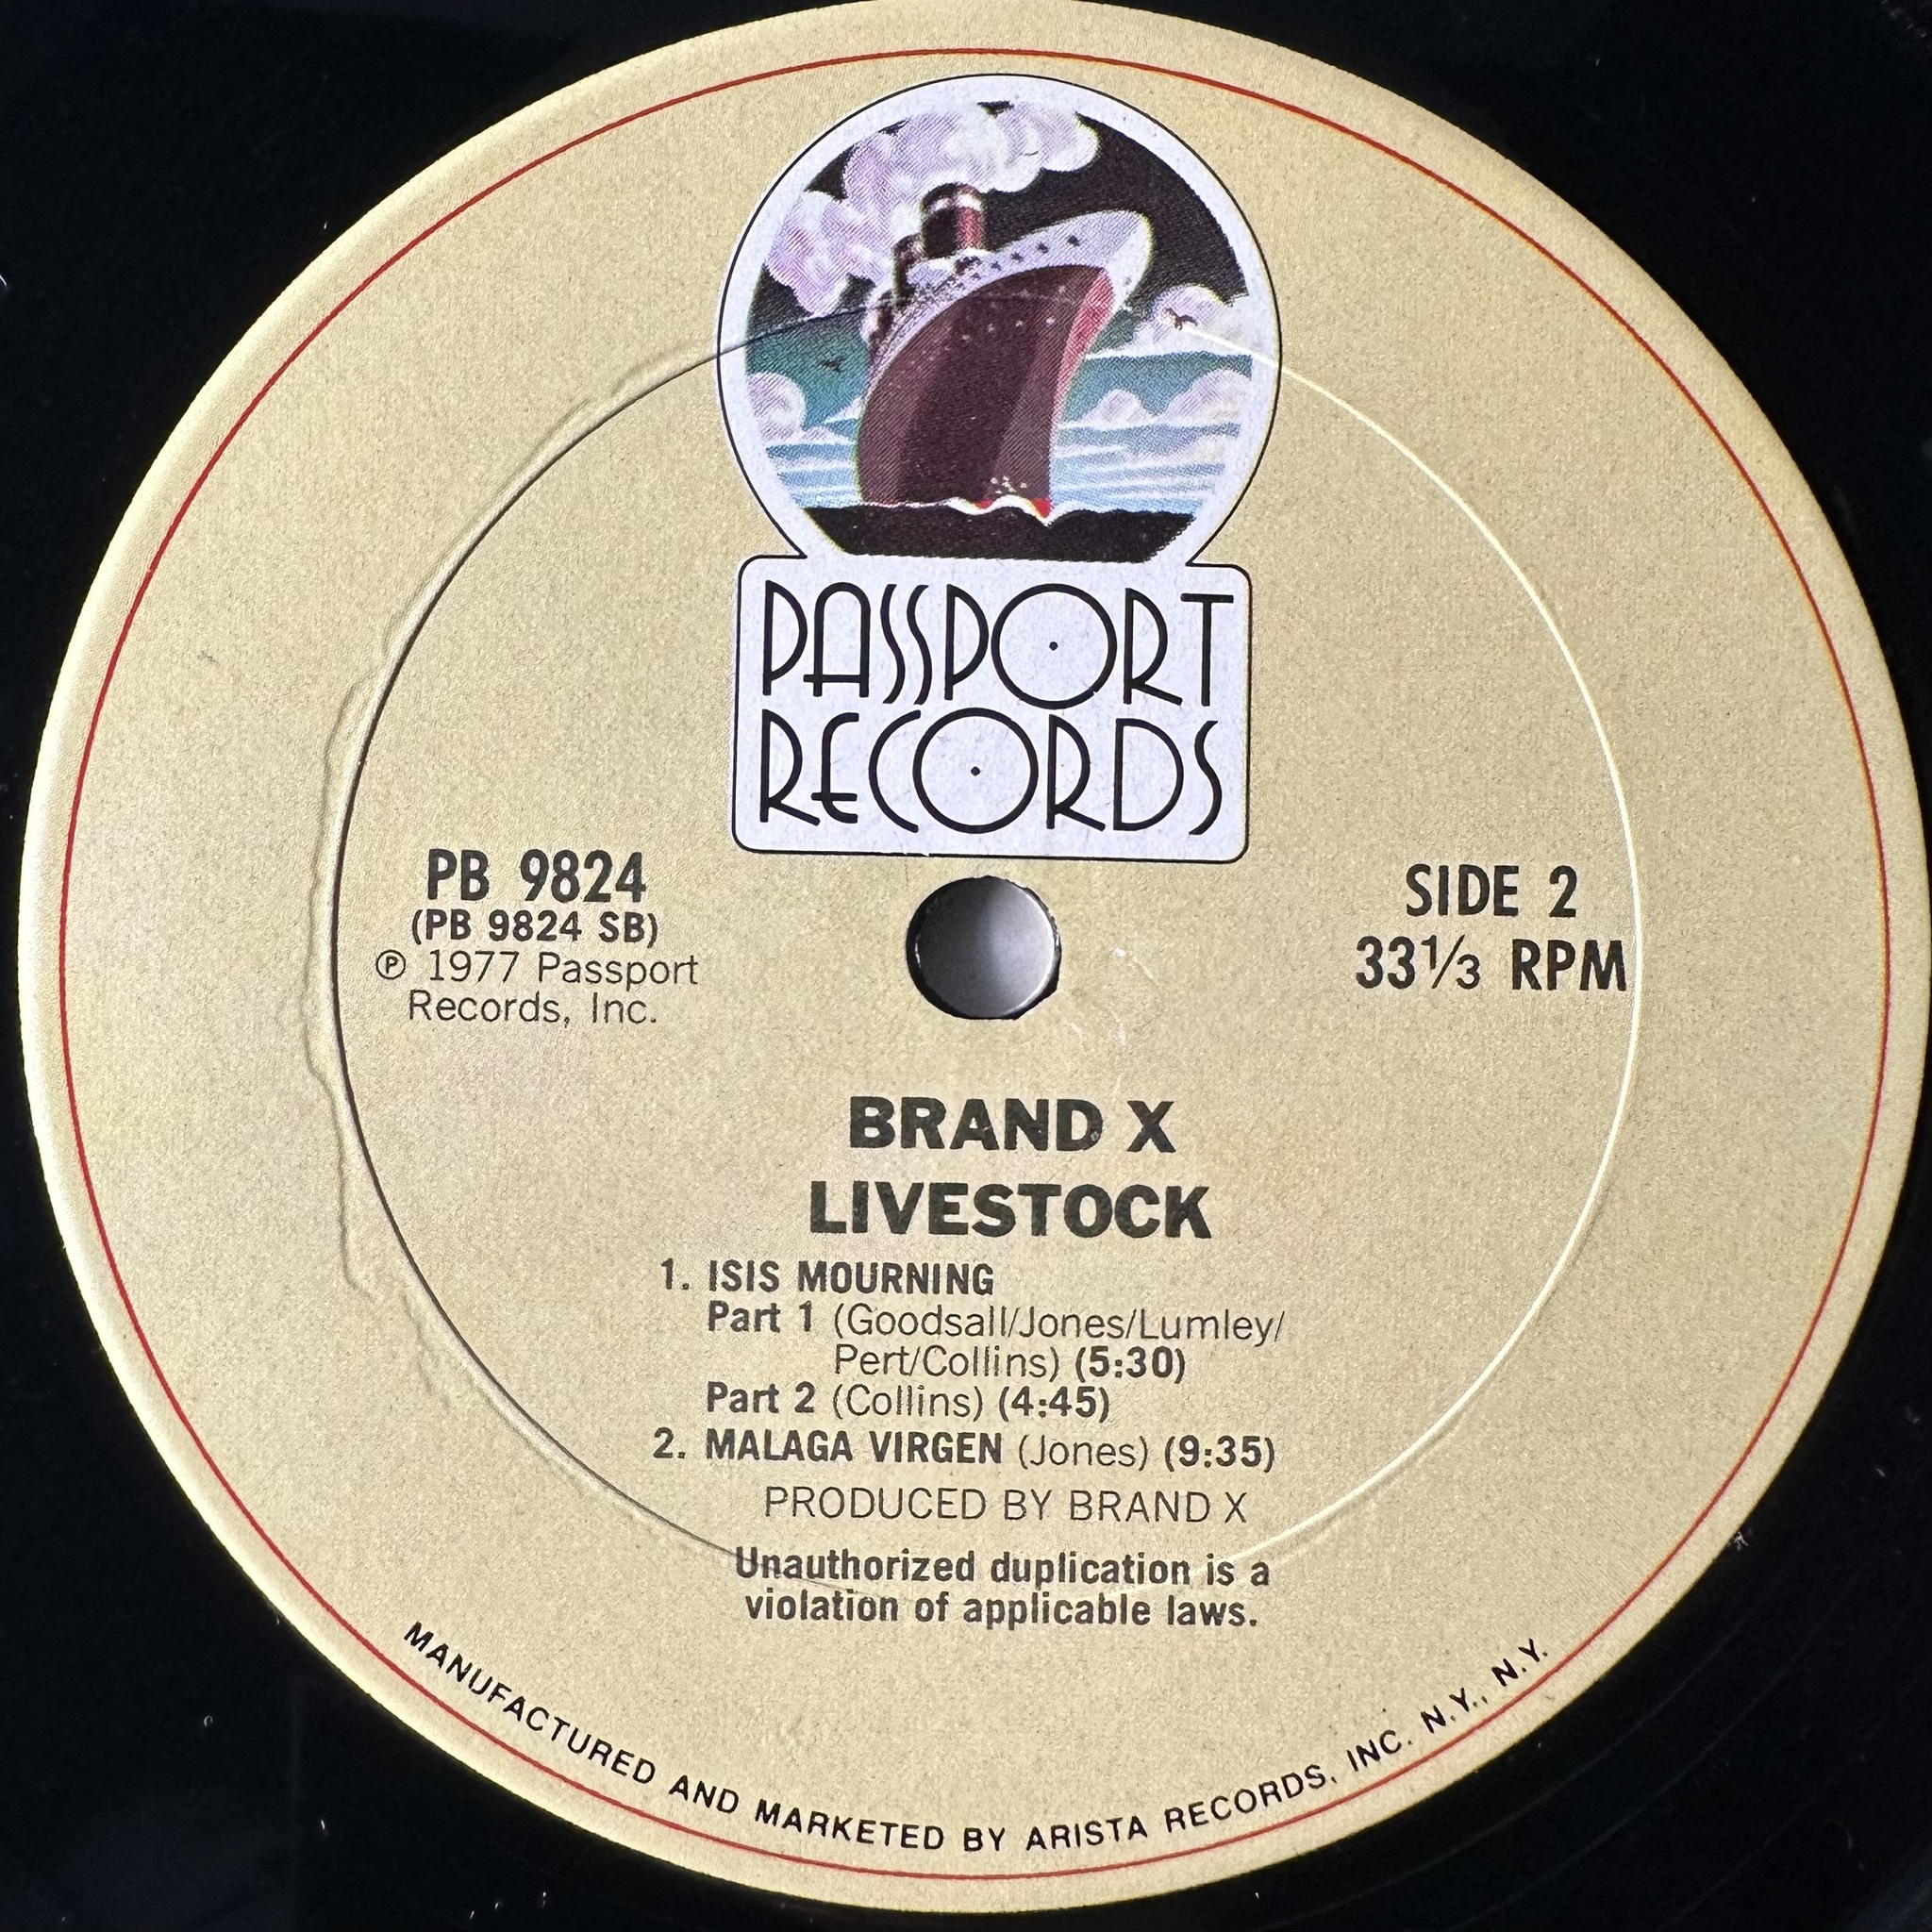 PASSPORT
RECORDS
PB 9824
(PB 9824 SB)
℗ 1977 Passport
Records, Inc.
SIDE 2
33⅓ RPM
BRAND X
LIVESTOCK
1. ISIS MOURNING
Part 1 (Goodsall/Jones/Lumley/
Pert/Collins) (5:30)
Part 2 (Collins) (4:45)
2. MALAGA VIRGEN (Jones) (9:35)
PRODUCED BY BRAND X
Unauthorized duplication is a
violation of applicable laws.
MANUFACTURED AND MARKETED BY ARISTA RECORDS, INC. N.Y., N.Y.